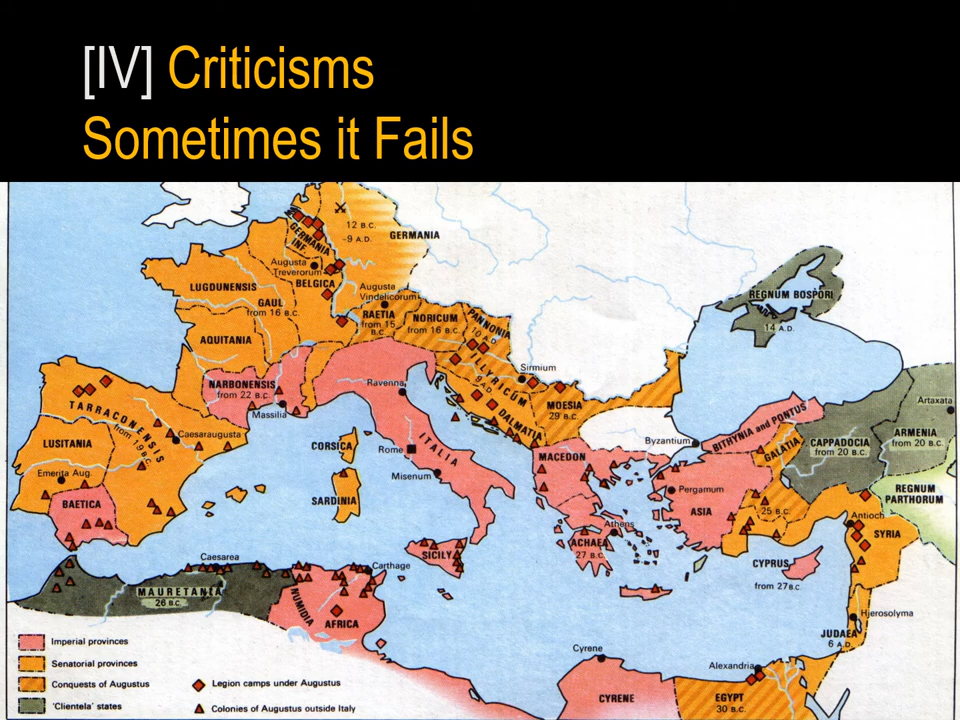 [IV] Criticisms
Sometimes it Fails
12 B.C.
-9 A.D.
GERMANIA
GERMANIA
INF.
Augusta
Treverorum
BELGICA
LUGDUNENSIS
GAUL
from 16 B.C.
AQUITANIA
Augusta
Vindelicorum
RAETIA
from 15
B.C.
NORICUM
from 16 B.C.
PANNONIA
10 A.D.
ILLYRICUM
9 A.D.
Sirmium
REGNUM BOSPORI
14 A.D.
NARBONENSIS
from 22 B.C.
Massilia
Ravenna
DALMATIA
MOESIA
29 B.C.
TARRACONENSIS
from 19 B.C.
Caesaraugusta
LUSITANIA
Emerita Aug.
BAETICA
CORSICA
SARDINIA
Rome
ITALIA
Misenum
MACEDON
Byzantium
BITHYNIA and PONTUS
GALATIA
CAPPADOCIA
from 20 B.C.
Artaxata
ARMENIA
from 20 B.C.
REGNUM
PARTHORUM
Pergamum
ASIA
25 B.C.
Athens
ACHAEA
27 B.C.
SICILY
Antioch
SYRIA
CYPRUS
from 27 B.C.
Caesarea
Carthage
MAURETANIA
26 B.C.
NUMIDIA
AFRICA
Hjerosolyma
JUDAEA
6 A.D.
Cyrene
CYRENE
Alexandria
EGYPT
30 B.C.
Imperial provinces
Senatorial provinces
Conquests of Augustus
'Clientela' states
Legion camps under Augustus
Colonies of Augustus outside Italy